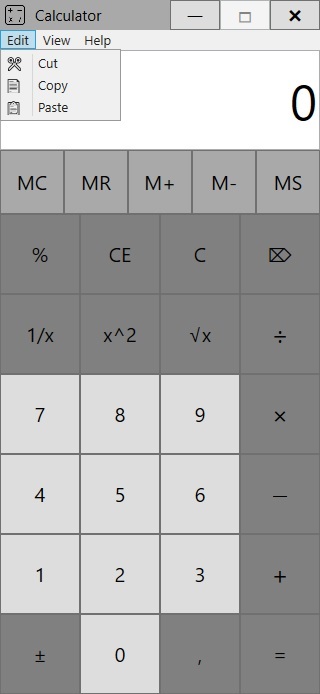 Calculator
Edit View Help
Cut
Copy
Paste
0
MC MR M+ M- MS
% CE C ⌦
1/x x^2 √x ÷
7 8 9 ×
4 5 6 —
1 2 3 +
± 0 , =